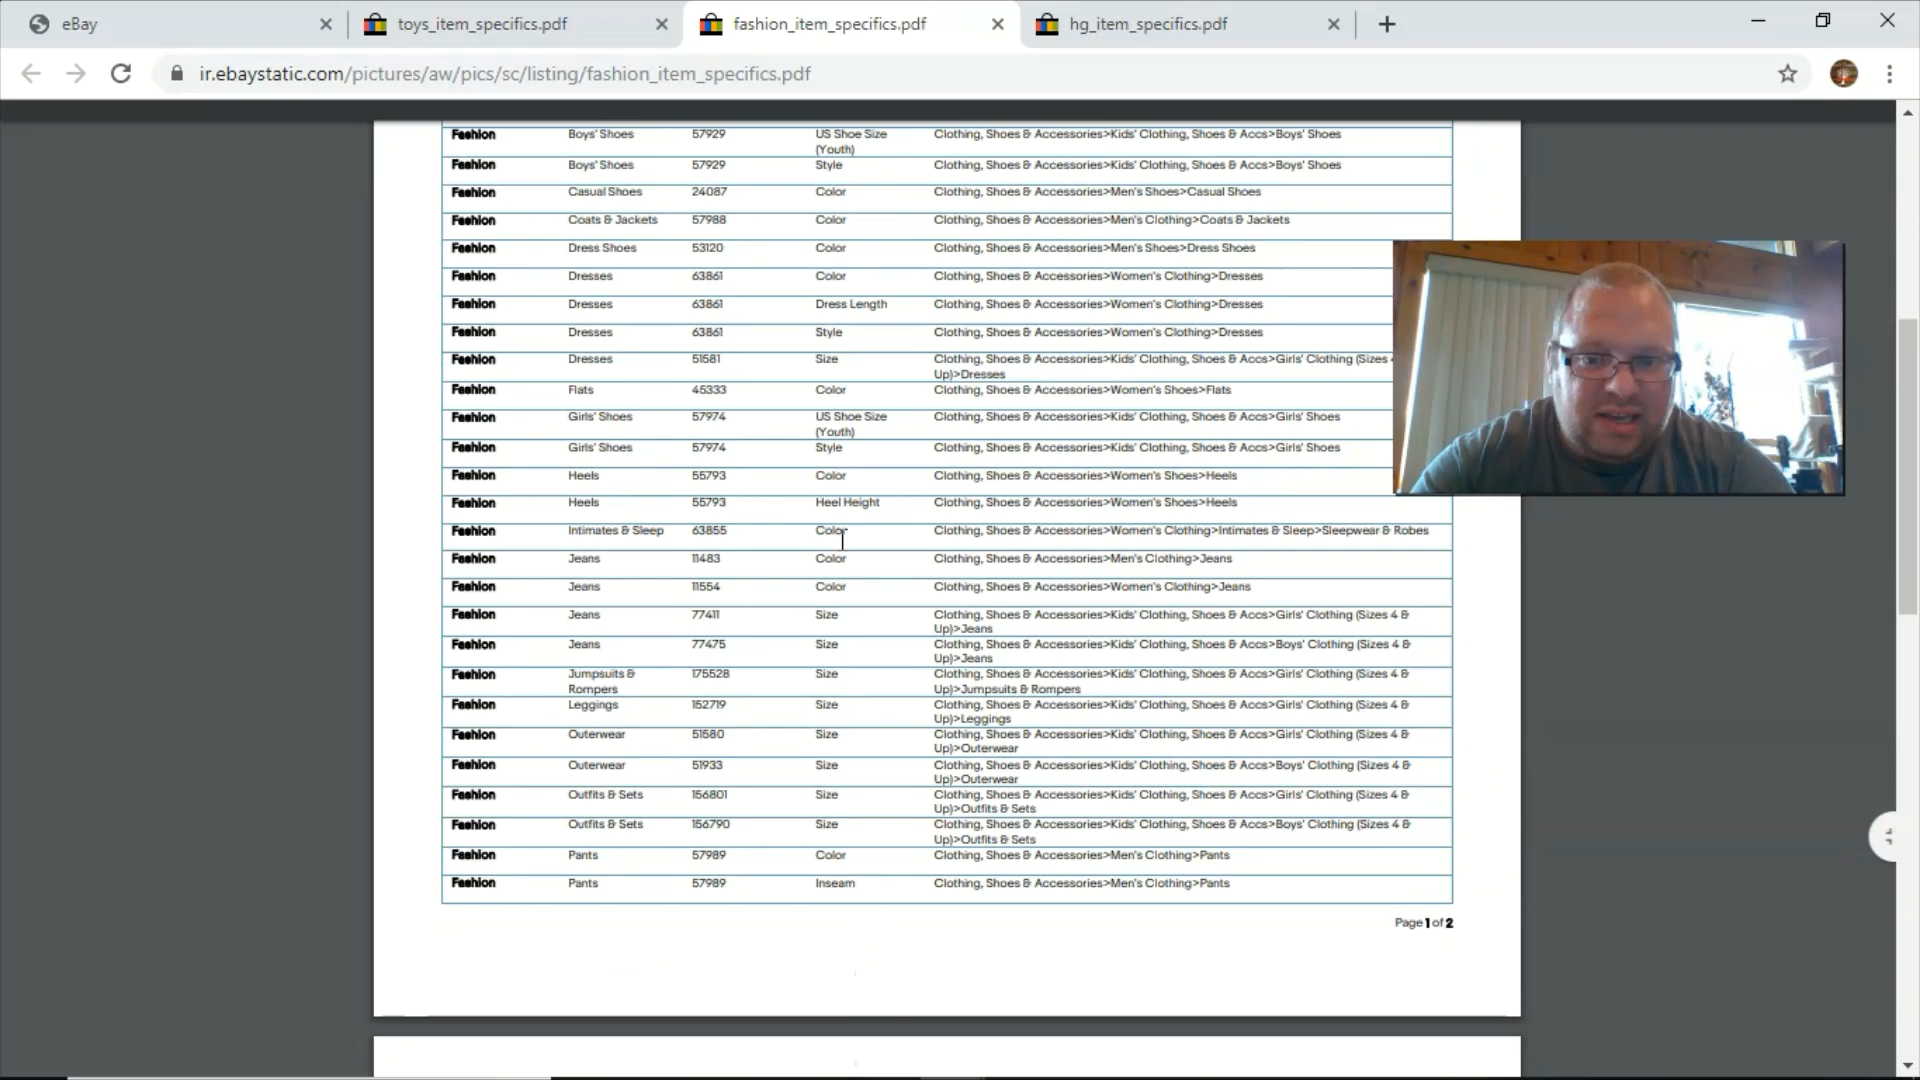 eBay
toys_item_specifics.pdf
fashion_item_specifics.pdf
hg_item_specifics.pdf
ir.ebaystatic.com/pictures/aw/pics/sc/listing/fashion_item_specifics.pdf
Fashion Boys' Shoes 57929 US Shoe Size Clothing, Shoes & Accessories>Kids' Clothing, Shoes & Accs>Boys' Shoes
(Youth)
Fashion Boys' Shoes 57929 Style Clothing, Shoes & Accessories>Kids' Clothing, Shoes & Accs>Boys' Shoes
Fashion Casual Shoes 24087 Color Clothing, Shoes & Accessories>Men's Shoes>Casual Shoes
Fashion Coats & Jackets 57988 Color Clothing, Shoes & Accessories>Men's Clothing>Coats & Jackets
Fashion Dress Shoes 53120 Color Clothing, Shoes & Accessories>Men's Shoes>Dress Shoes
Fashion Dresses 63861 Color Clothing, Shoes & Accessories>Women's Clothing>Dresses
Fashion Dresses 63861 Dress Length Clothing, Shoes & Accessories>Women's Clothing>Dresses
Fashion Dresses 63861 Style Clothing, Shoes & Accessories>Women's Clothing>Dresses
Fashion Dresses 51581 Size Clothing, Shoes & Accessories>Kids' Clothing, Shoes & Accs>Girls' Clothing (Sizes 4
Up)>Dresses
Fashion Flats 45333 Color Clothing, Shoes & Accessories>Women's Shoes>Flats
Fashion Girls' Shoes 57974 US Shoe Size Clothing, Shoes & Accessories>Kids' Clothing, Shoes & Accs>Girls' Shoes
(Youth)
Fashion Girls' Shoes 57974 Style Clothing, Shoes & Accessories>Kids' Clothing, Shoes & Accs>Girls' Shoes
Fashion Heels 55793 Color Clothing, Shoes & Accessories>Women's Shoes>Heels
Fashion Heels 55793 Heel Height Clothing, Shoes & Accessories>Women's Shoes>Heels
Fashion Intimates & Sleep 63855 Color Clothing, Shoes & Accessories>Women's Clothing>Intimates & Sleep>Sleepwear & Robes
Fashion Jeans 11483 Color Clothing, Shoes & Accessories>Men's Clothing>Jeans
Fashion Jeans 11554 Color Clothing, Shoes & Accessories>Women's Clothing>Jeans
Fashion Jeans 77411 Size Clothing, Shoes & Accessories>Kids' Clothing, Shoes & Accs>Girls' Clothing (Sizes 4 &
Up)>Jeans
Fashion Jeans 77475 Size Clothing, Shoes & Accessories>Kids' Clothing, Shoes & Accs>Boys' Clothing (Sizes 4 &
Up)>Jeans
Fashion Jumpsuits & 175528 Size Clothing, Shoes & Accessories>Kids' Clothing, Shoes & Accs>Girls' Clothing (Sizes 4 &
Rompers Up)>Jumpsuits & Rompers
Fashion Leggings 152719 Size Clothing, Shoes & Accessories>Kids' Clothing, Shoes & Accs>Girls' Clothing (Sizes 4 &
Up)>Leggings
Fashion Outerwear 51580 Size Clothing, Shoes & Accessories>Kids' Clothing, Shoes & Accs>Girls' Clothing (Sizes 4 &
Up)>Outerwear
Fashion Outerwear 51933 Size Clothing, Shoes & Accessories>Kids' Clothing, Shoes & Accs>Boys' Clothing (Sizes 4 &
Up)>Outerwear
Fashion Outfits & Sets 156801 Size Clothing, Shoes & Accessories>Kids' Clothing, Shoes & Accs>Girls' Clothing (Sizes 4 &
Up)>Outfits & Sets
Fashion Outfits & Sets 156790 Size Clothing, Shoes & Accessories>Kids' Clothing, Shoes & Accs>Boys' Clothing (Sizes 4 &
Up)>Outfits & Sets
Fashion Pants 57989 Color Clothing, Shoes & Accessories>Men's Clothing>Pants
Fashion Pants 57989 Inseam Clothing, Shoes & Accessories>Men's Clothing>Pants
Page 1 of 2